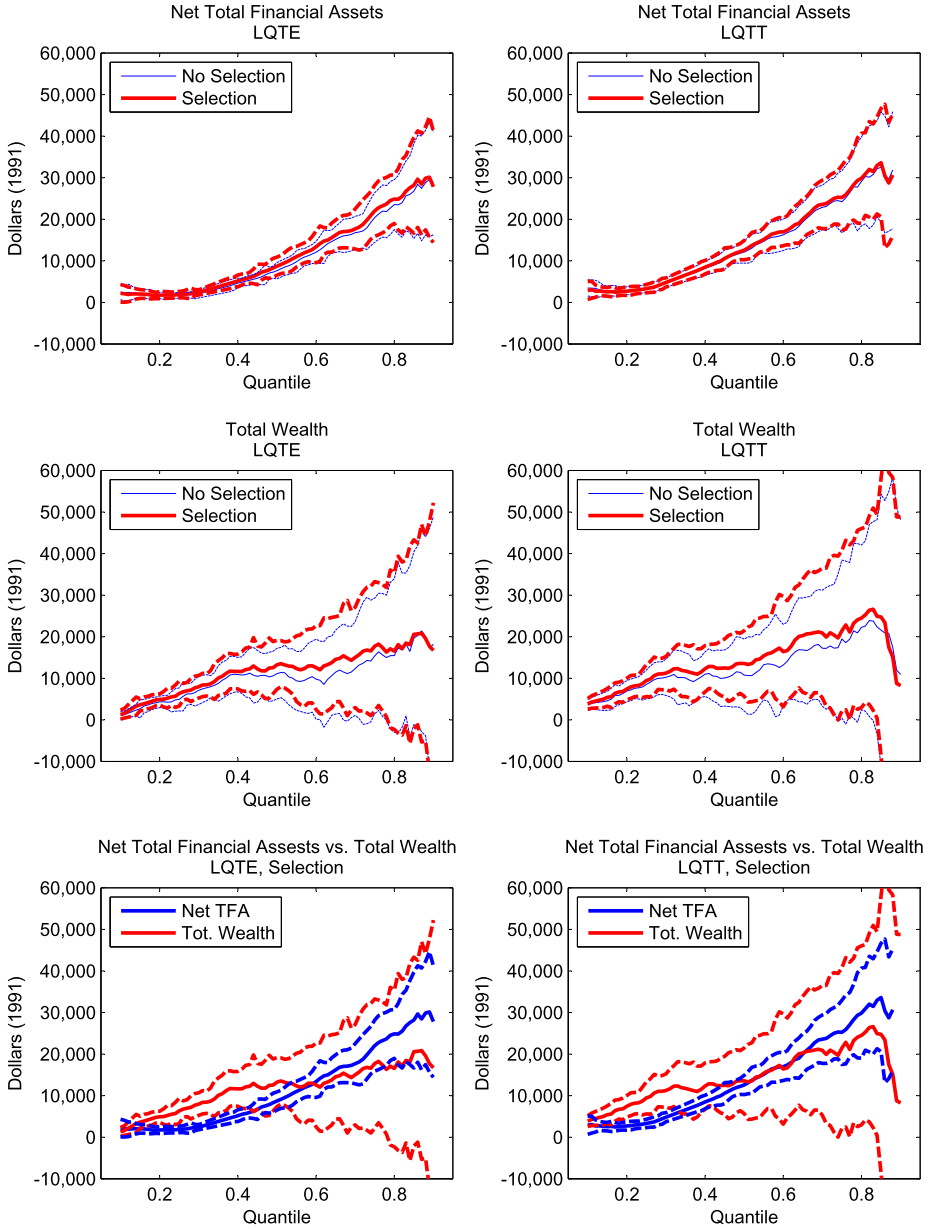 Net Total Financial Assets
LQTE
60,000
50,000
40,000
30,000
20,000
10,000
0
-10,000
Dollars (1991)
No Selection
Selection
0.2 0.4 0.6 0.8
Quantile
Net Total Financial Assets
LQTT
60,000
50,000
40,000
30,000
20,000
10,000
0
-10,000
Dollars (1991)
No Selection
Selection
0.2 0.4 0.6 0.8
Quantile
Total Wealth
LQTE
60,000
50,000
40,000
30,000
20,000
10,000
0
-10,000
Dollars (1991)
No Selection
Selection
0.2 0.4 0.6 0.8
Quantile
Total Wealth
LQTT
60,000
50,000
40,000
30,000
20,000
10,000
0
-10,000
Dollars (1991)
No Selection
Selection
0.2 0.4 0.6 0.8
Quantile
Net Total Financial Assests vs. Total Wealth
LQTE, Selection
60,000
50,000
40,000
30,000
20,000
10,000
0
-10,000
Dollars (1991)
Net TFA
Tot. Wealth
0.2 0.4 0.6 0.8
Quantile
Net Total Financial Assests vs. Total Wealth
LQTT, Selection
60,000
50,000
40,000
30,000
20,000
10,000
0
-10,000
Dollars (1991)
Net TFA
Tot. Wealth
0.2 0.4 0.6 0.8
Quantile